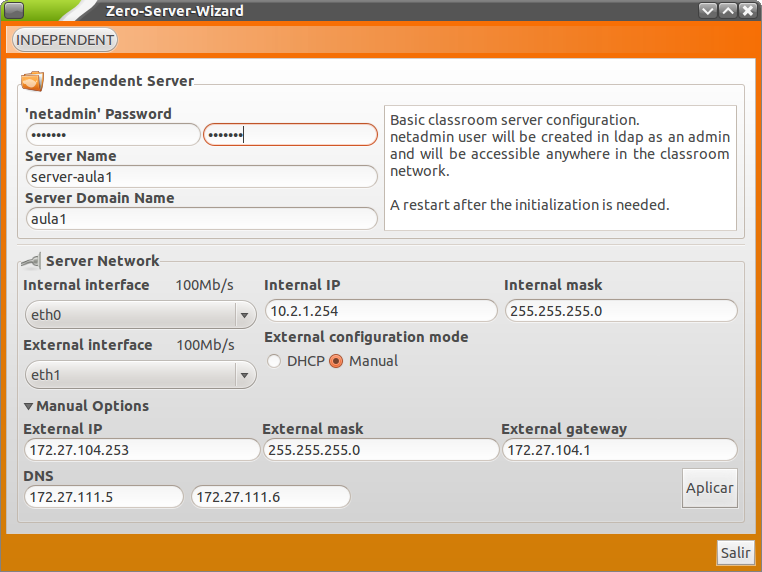 Zero-Server-Wizard
INDEPENDENT
Independent Server
'netadmin' Password
•••••••
•••••••
Server Name
server-aula1
Server Domain Name
aula1
Basic classroom server configuration.
netadmin user will be created in ldap as an admin
and will be accessible anywhere in the classroom
network.
A restart after the initialization is needed.
Server Network
Internal interface 100Mb/s Internal IP Internal mask
eth0 10.2.1.254 255.255.255.0
External interface 100Mb/s External configuration mode
DHCP Manual
eth1
Manual Options
External IP External mask External gateway
172.27.104.253 255.255.255.0 172.27.104.1
DNS
172.27.111.5 172.27.111.6
Aplicar
Salir